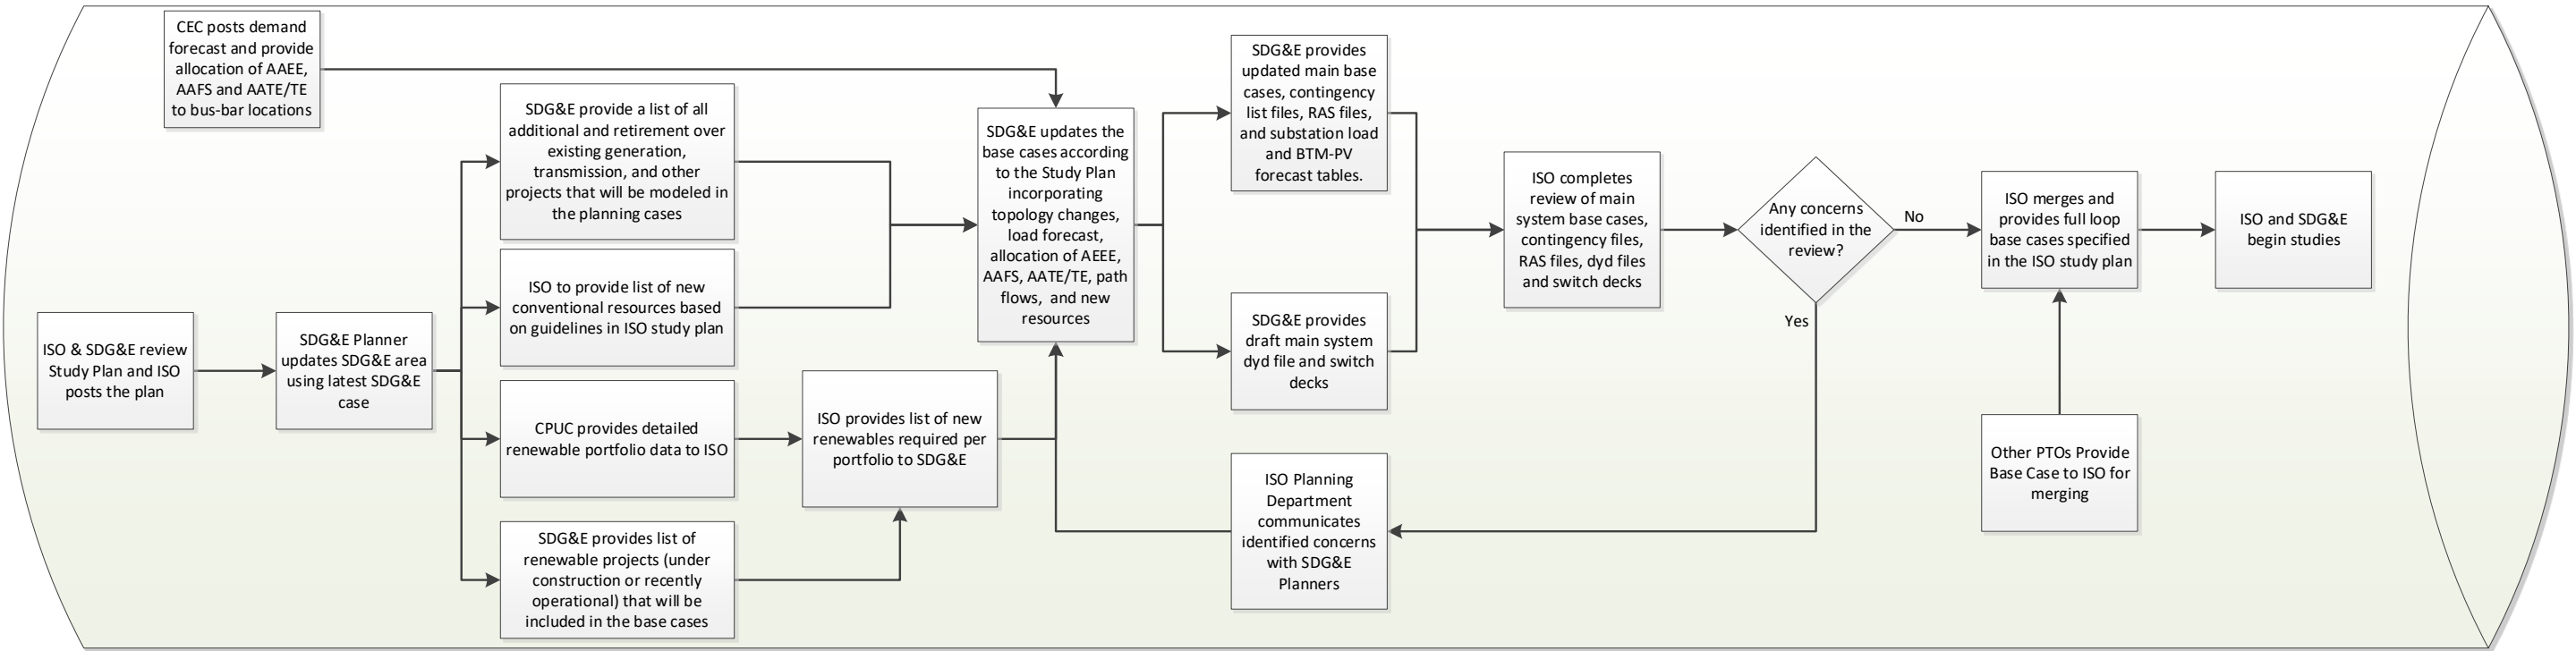 CEC posts demand
forecast and provide
allocation of AAEE,
AAFS and AATE/TE
to bus-bar locations
ISO & SDG&E review
Study Plan and ISO
posts the plan
SDG&E Planner
updates SDG&E area
using latest SDG&E
case
SDG&E provide a list of all
additional and retirement over
existing generation,
transmission, and other
projects that will be modeled in
the planning cases
ISO to provide list of new
conventional resources based
on guidelines in ISO study plan
CPUC provides detailed
renewable portfolio data to ISO
SDG&E provides list of
renewable projects (under
construction or recently
operational) that will be
included in the base cases
ISO provides list of new
renewables required per
portfolio to SDG&E
SDG&E updates the
base cases according
to the Study Plan
incorporating
topology changes,
load forecast,
allocation of AEEE,
AAFS, AATE/TE, path
flows, and new
resources
SDG&E provides
updated main base
cases, contingency
list files, RAS files,
and substation load
and BTM-PV
forecast tables.
SDG&E provides
draft main system
dyd file and switch
decks
ISO Planning
Department
communicates
identified concerns
with SDG&E
Planners
ISO completes
review of main
system base cases,
contingency files,
RAS files, dyd files
and switch decks
Any concerns
identified in the
review?
No
Yes
ISO merges and
provides full loop
base cases specified
in the ISO study plan
Other PTOs Provide
Base Case to ISO for
merging
ISO and SDG&E
begin studies